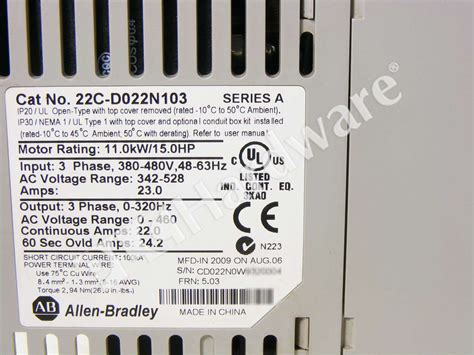 Cat No. 22C-D022N103 SERIES A
IP20 / UL Open-Type with top cover removed (rated -10°C to 50°C Ambient)
IP30 / NEMA 1 / UL Type 1 with top cover and optional conduit box kit installed
(rated -10°C to 45°C Ambient; 50°C with derating). Refer to user manual.
Motor Rating: 11.0kW/15.0HP
Input: 3 Phase, 380-480V, 48-63Hz
AC Voltage Range: 342-528
Amps: 23.0
Output: 3 Phase, 0-320Hz
AC Voltage Range: 0 - 460
Continuous Amps: 22.0
60 Sec Ovld Amps: 24.2
Short circuit current:
POWER TERMINAL WIRE:
Use 75°C Cu Wire
Torque 2.94 Nm
C UL US
LISTED
IND. CONT. EQ.
3XA0
CE
N223
MFD-IN 2009 ON AUG.06
S/N: CD022N0W
FRN: 5.03
MADE IN CHINA
AB Allen-Bradley
Hardware®